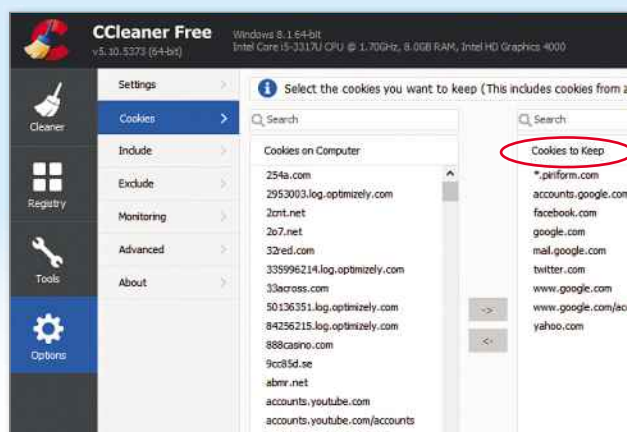 CCleaner Free
v5.10.5373 (64-bit)
Windows 8.1 64-bit
Intel Core i5-3317U CPU @ 1.70GHz, 8.0GB RAM, Intel HD Graphics 4000
Cleaner
Registry
Tools
Options
Settings
Cookies
Include
Exclude
Monitoring
Advanced
About
Select the cookies you want to keep (This includes cookies from
Search
Cookies on Computer
254a.com
2953003.log.optimizely.com
2cnt.net
2o7.net
32red.com
335996214.log.optimizely.com
33across.com
50136351.log.optimizely.com
84256215.log.optimizely.com
888casino.com
9cc85d.se
abmr.net
accounts.youtube.com
accounts.youtube.com/accounts
->
<-
Search
Cookies to Keep
*.piriform.com
accounts.google.com
facebook.com
google.com
mail.google.com
twitter.com
www.google.com
www.google.com/acc
yahoo.com